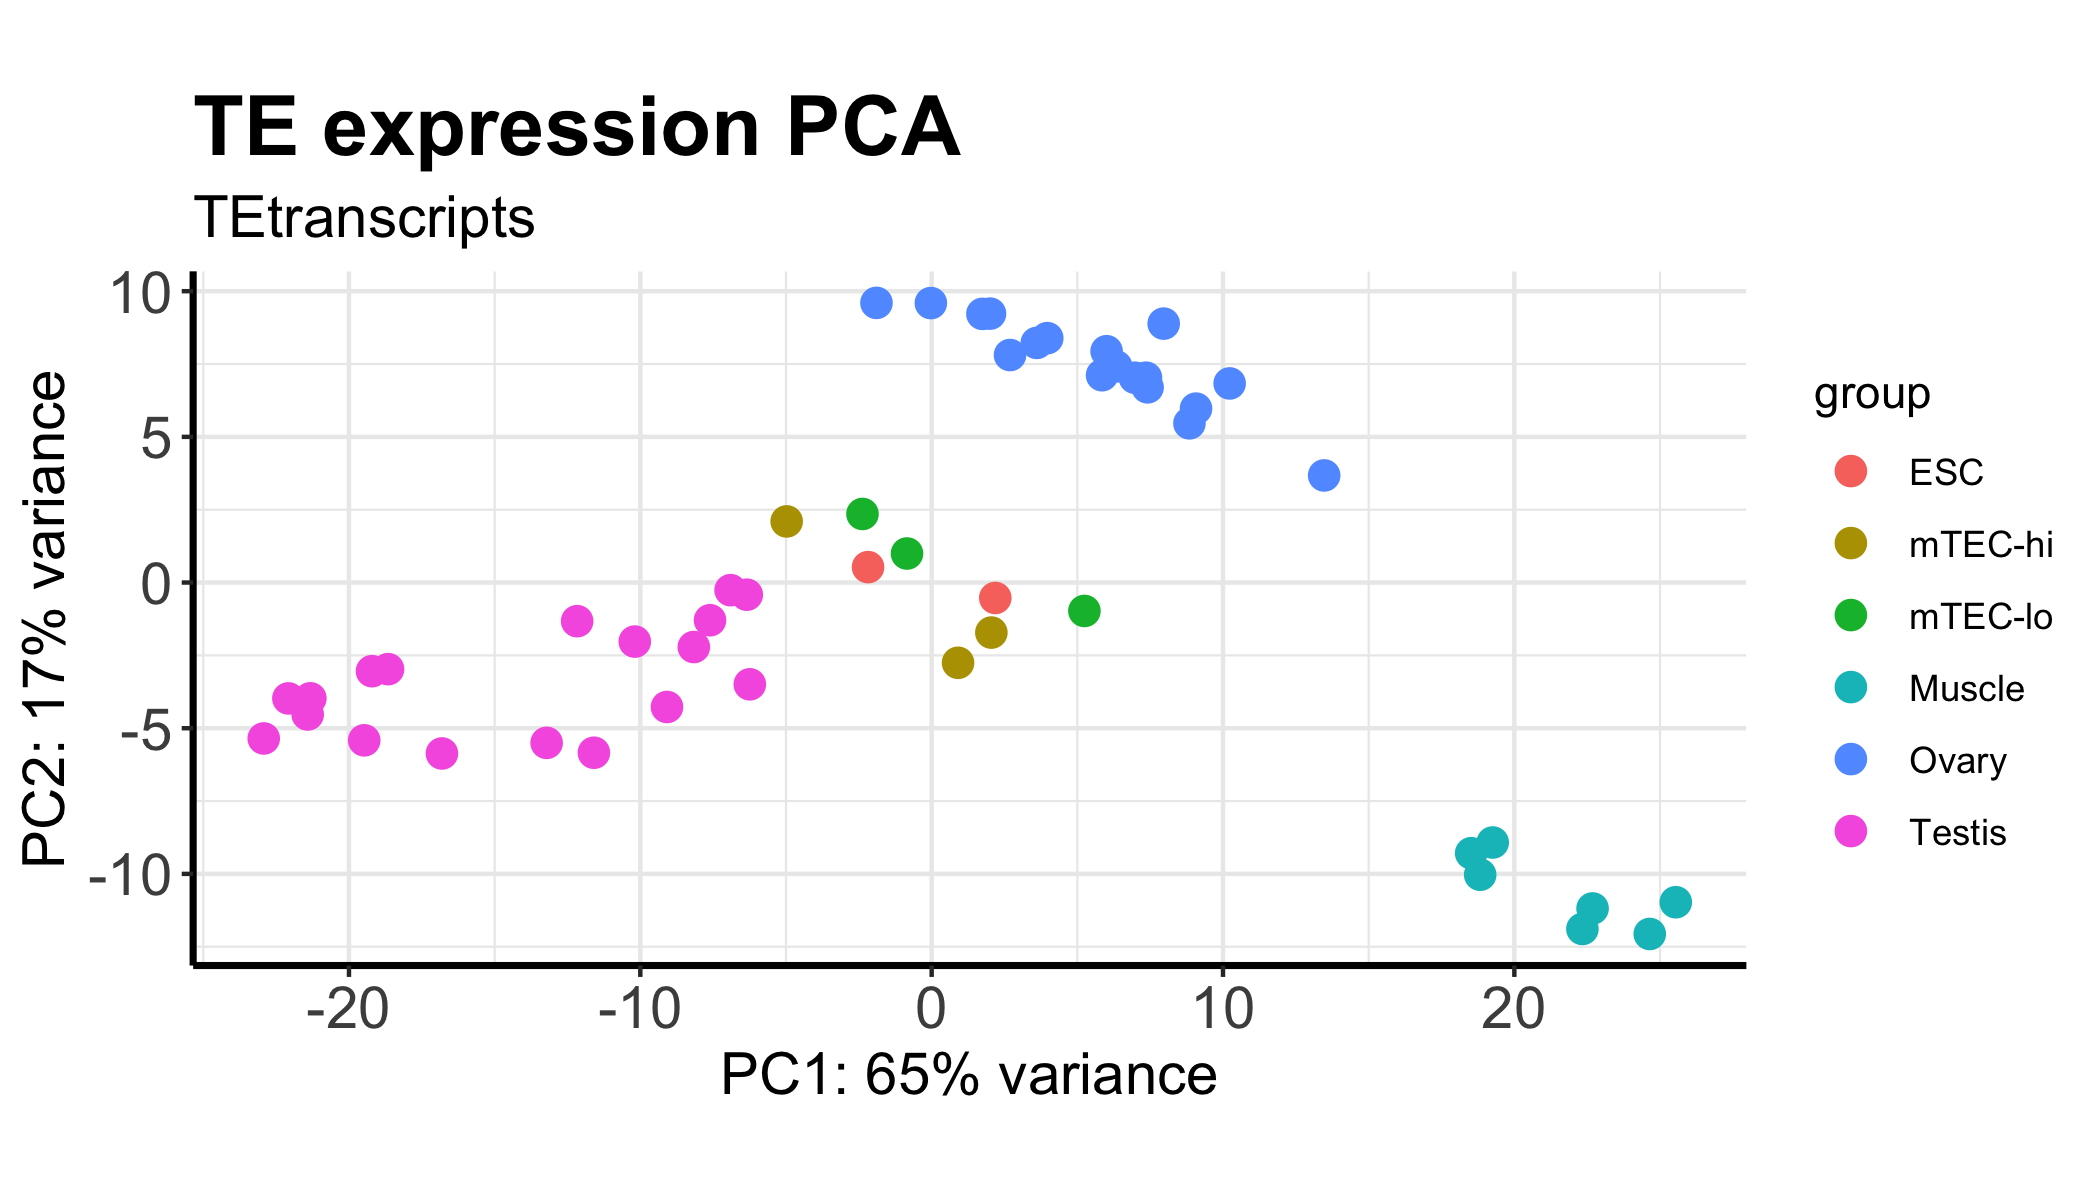 TE expression PCA
TEtranscripts
10
5
0
-5
-10
PC2: 17% variance
-20
-10
0
10
20
PC1: 65% variance
group
ESC
mTEC-hi
mTEC-lo
Muscle
Ovary
Testis